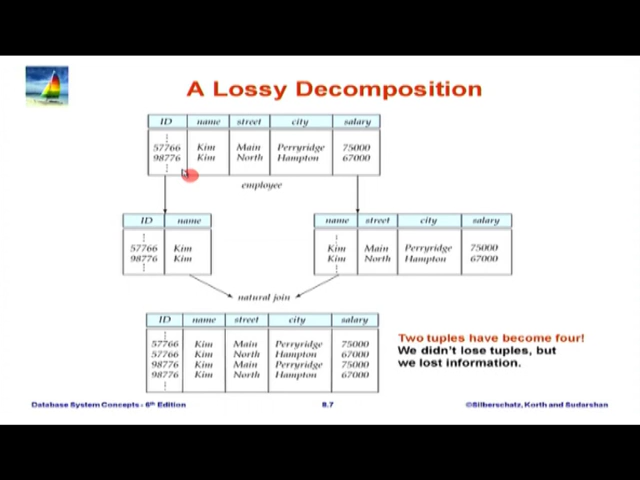 A Lossy Decomposition
ID name street city salary
57766 Kim Main Perryridge 75000
98776 Kim North Hampton 67000
employee
ID name
57766 Kim
98776 Kim
name street city salary
Kim Main Perryridge 75000
Kim North Hampton 67000
natural join
ID name street city salary
57766 Kim Main Perryridge 75000
57766 Kim North Hampton 67000
98776 Kim Main Perryridge 75000
98776 Kim North Hampton 67000
Two tuples have become four!
We didn't lose tuples, but
we lost information.
Database System Concepts - 6th Edition
8.7
©Silberschatz, Korth and Sudarshan